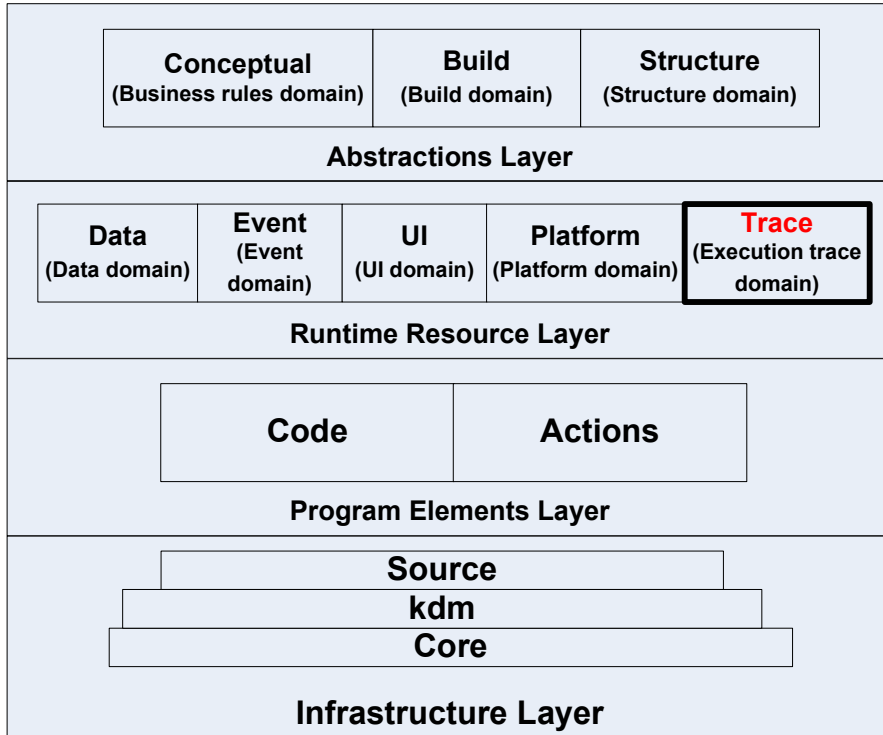 Conceptual
(Business rules domain)
Build
(Build domain)
Structure
(Structure domain)
Abstractions Layer
Data
(Data domain)
Event
(Event
domain)
UI
(UI domain)
Platform
(Platform domain)
Trace
(Execution trace
domain)
Runtime Resource Layer
Code
Actions
Program Elements Layer
Source
kdm
Core
Infrastructure Layer